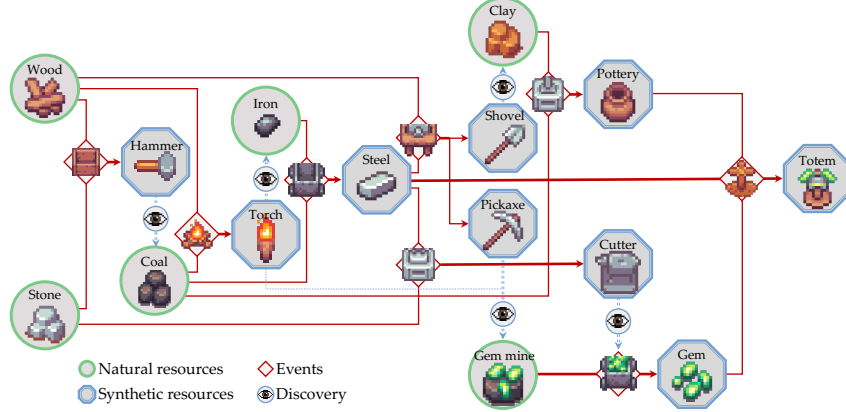 Clay
Wood
Pottery
Iron
Hammer
Shovel
Steel
Totem
Torch
Pickaxe
Cutter
Coal
Stone
Gem mine
Gem
Natural resources
Events
Synthetic resources
Discovery